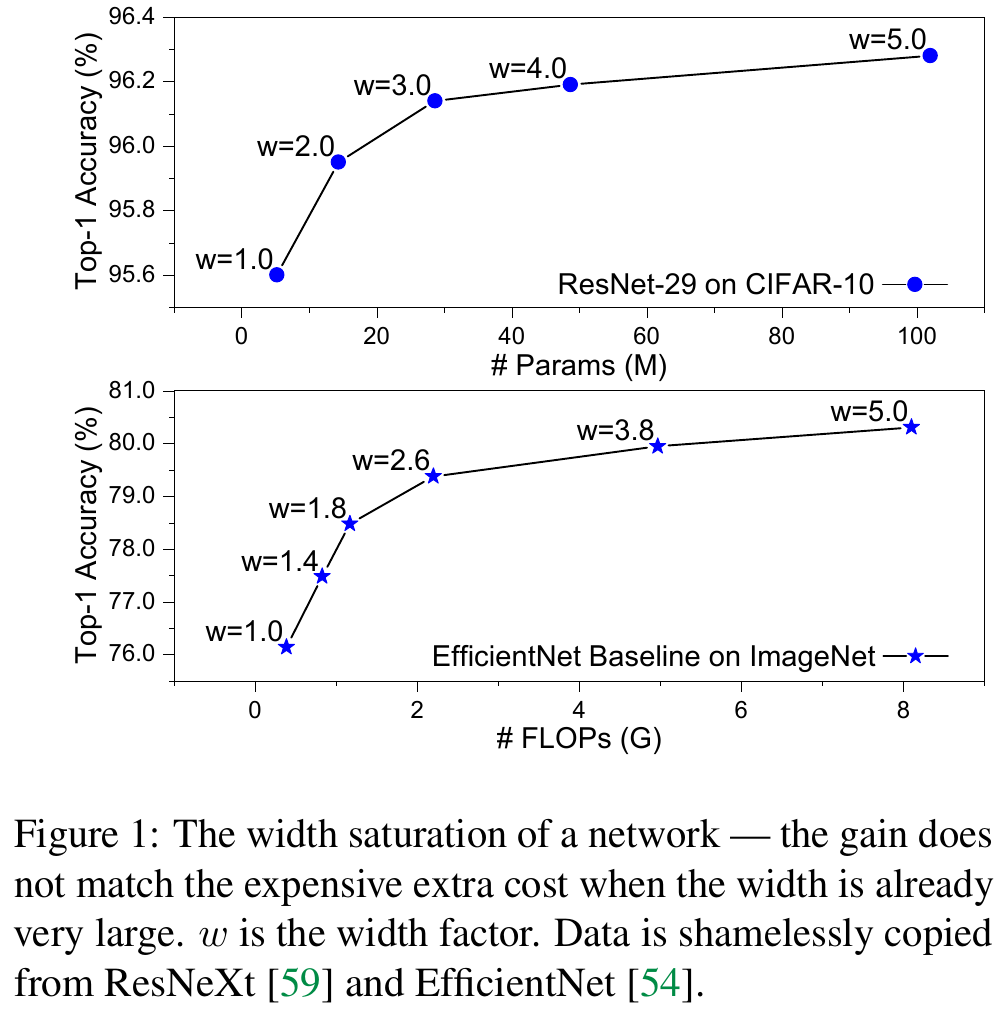 96.4
96.2
96.0
95.8
95.6
Top-1 Accuracy (%)
w=1.0
w=2.0
w=3.0
w=4.0
w=5.0
ResNet-29 on CIFAR-10
0 20 40 60 80 100
# Params (M)
81.0
80.0
79.0
78.0
77.0
76.0
Top-1 Accuracy (%)
w=1.0
w=1.4
w=1.8
w=2.6
w=3.8
w=5.0
EfficientNet Baseline on ImageNet
0 2 4 6 8
# FLOPs (G)
Figure 1: The width saturation of a network — the gain does
not match the expensive extra cost when the width is already
very large. w is the width factor. Data is shamelessly copied
from ResNeXt [59] and EfficientNet [54].